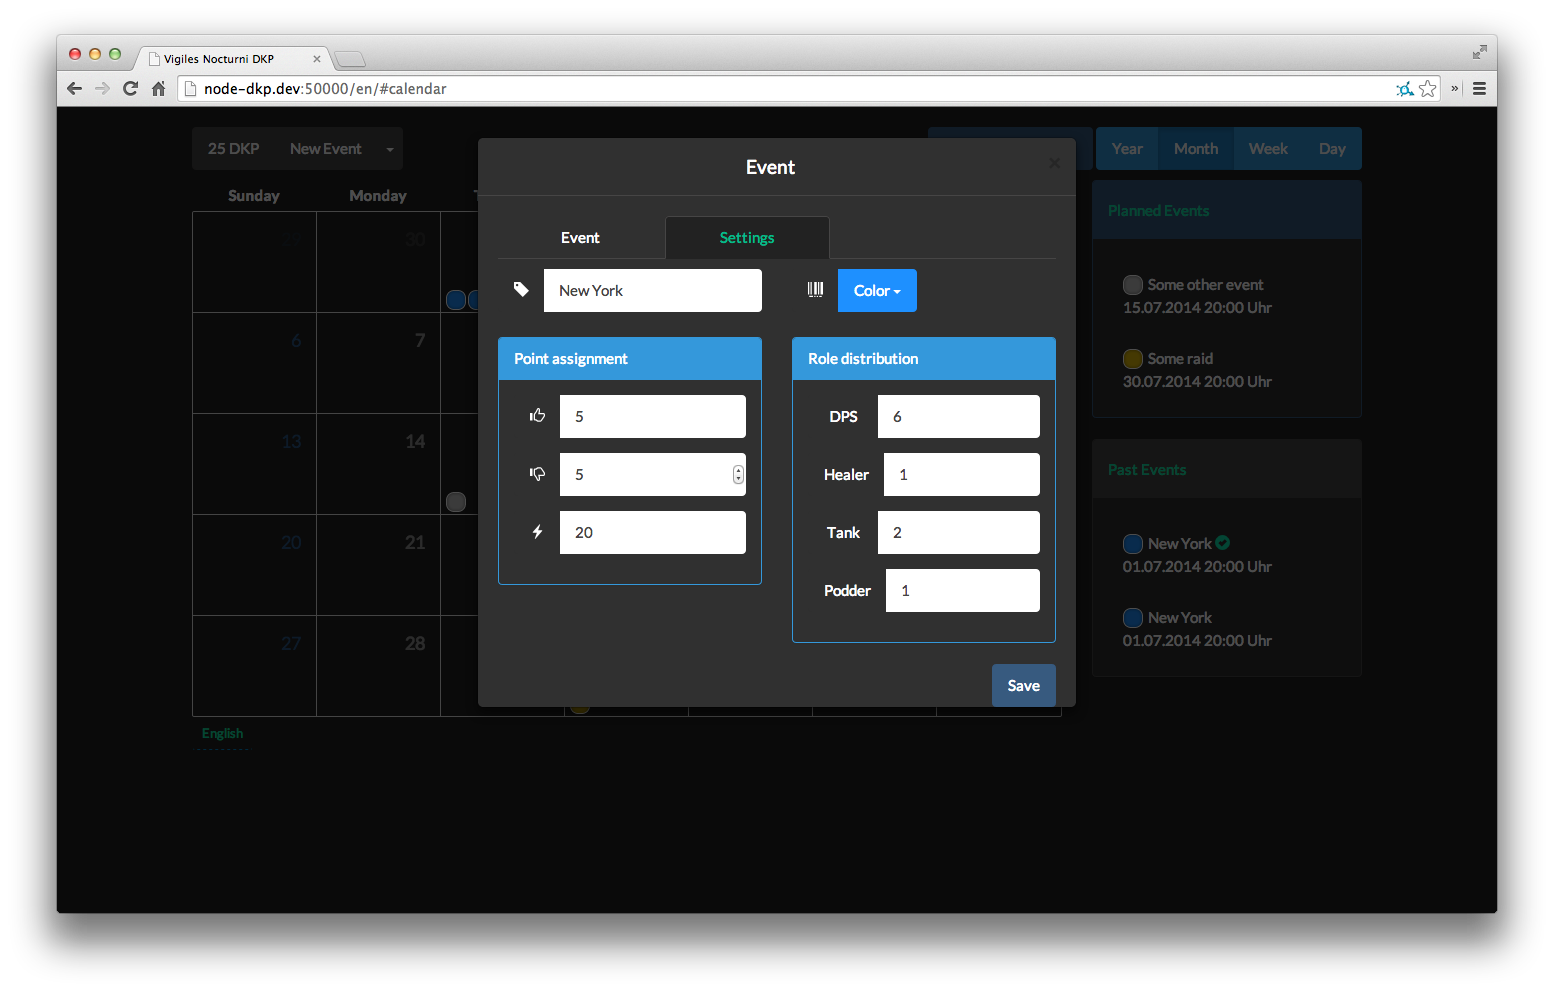 Vigiles Nocturni DKP
node-dkp.dev:50000/en/#calendar
25 DKP New Event
Year Month Week Day
Sunday Monday
30
6 7
13 14
20 21
27 28
English
Event
Event Settings
New York Color
Point assignment
5
5
20
Role distribution
DPS 6
Healer 1
Tank 2
Podder 1
Save
Planned Events
Some other event
15.07.2014 20:00 Uhr
Some raid
30.07.2014 20:00 Uhr
Past Events
New York
01.07.2014 20:00 Uhr
New York
01.07.2014 20:00 Uhr